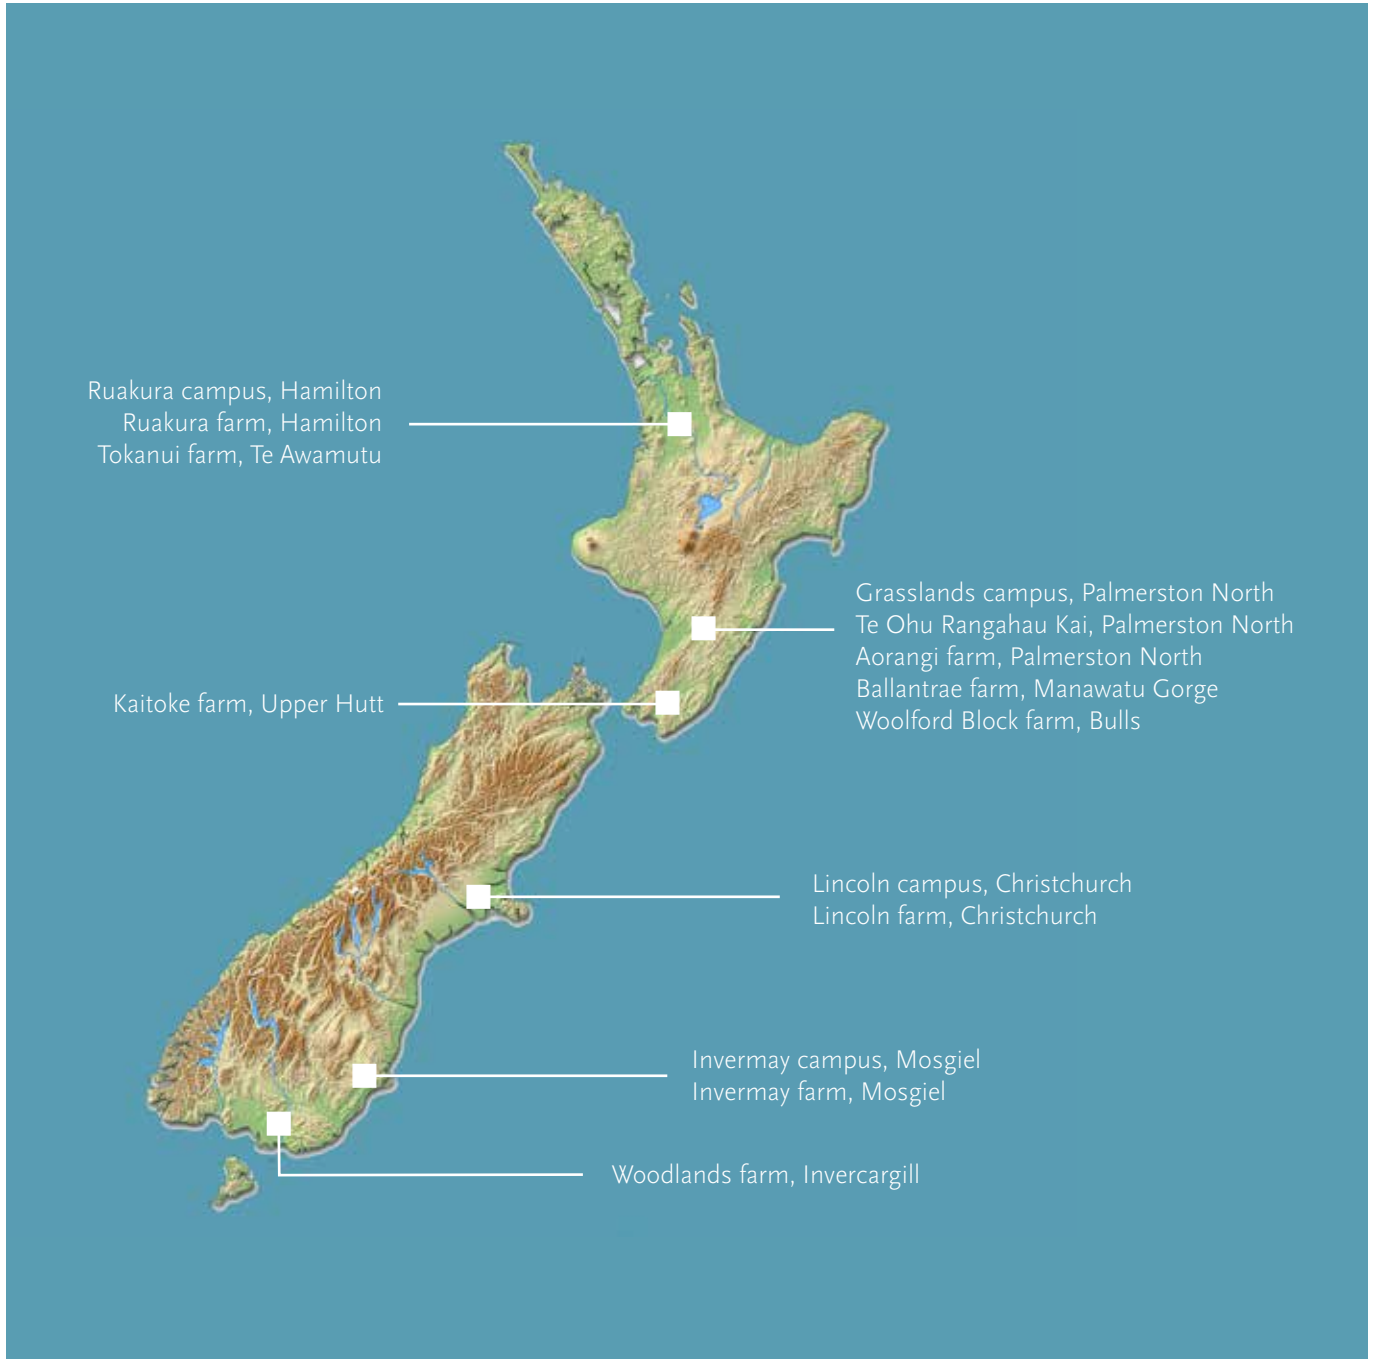 Ruakura campus, Hamilton
Ruakura farm, Hamilton
Tokanui farm, Te Awamutu
Grasslands campus, Palmerston North
Te Ohu Rangahau Kai, Palmerston North
Aorangi farm, Palmerston North
Ballantrae farm, Manawatu Gorge
Woolford Block farm, Bulls
Kaitoke farm, Upper Hutt
Lincoln campus, Christchurch
Lincoln farm, Christchurch
Invermay campus, Mosgiel
Invermay farm, Mosgiel
Woodlands farm, Invercargill